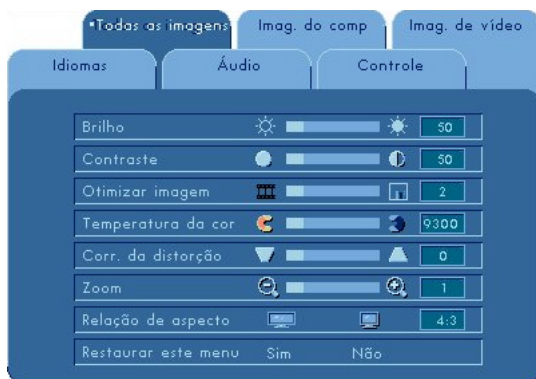 •Todas as imagens Imag. do comp Imag. de vídeo
Idiomas Áudio Controle
Brilho 50
Contraste 50
Otimizar imagem 2
Temperatura da cor 9300
Corr. da distorção 0
Zoom 1
Relação de aspecto 4:3
Restaurar este menu Sim Não